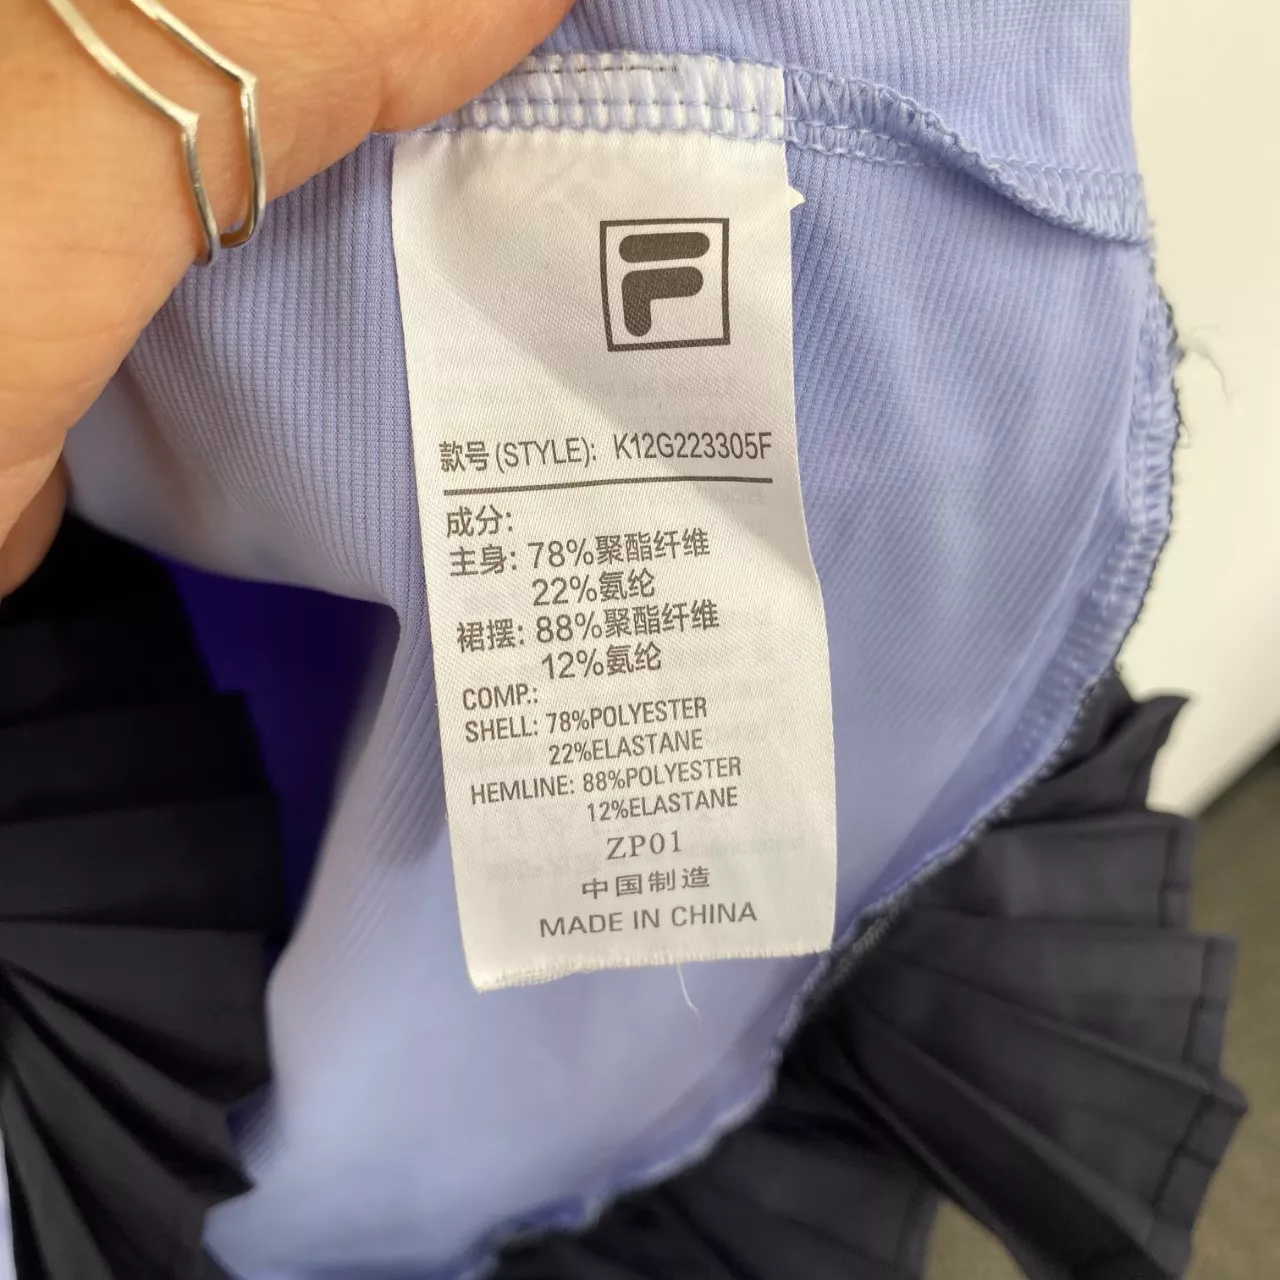 F
款号 (STYLE): K12G223305F
成分:
主身: 78%聚酯纤维
22%氨纶
裙摆: 88%聚酯纤维
12%氨纶
COMP.:
SHELL: 78%POLYESTER
22%ELASTANE
HEMLINE: 88%POLYESTER
12%ELASTANE
ZP01
中国制造
MADE IN CHINA